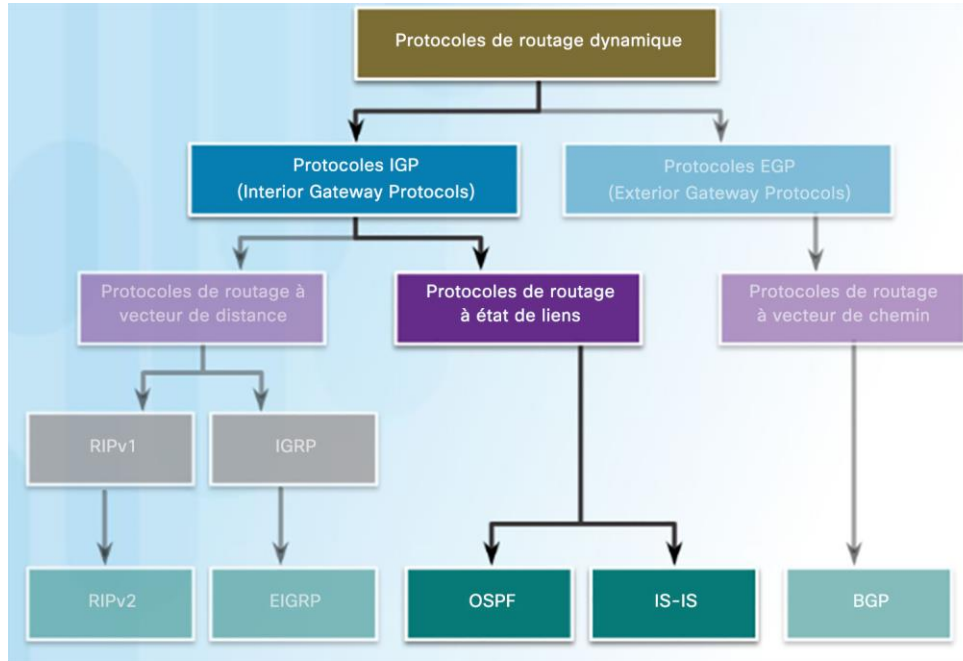 Protocoles de routage dynamique
Protocoles IGP
(Interior Gateway Protocols)
Protocoles EGP
(Exterior Gateway Protocols)
Protocoles de routage à
vecteur de distance
Protocoles de routage
à état de liens
Protocoles de routage
à vecteur de chemin
RIPv1
IGRP
RIPv2
EIGRP
OSPF
IS-IS
BGP